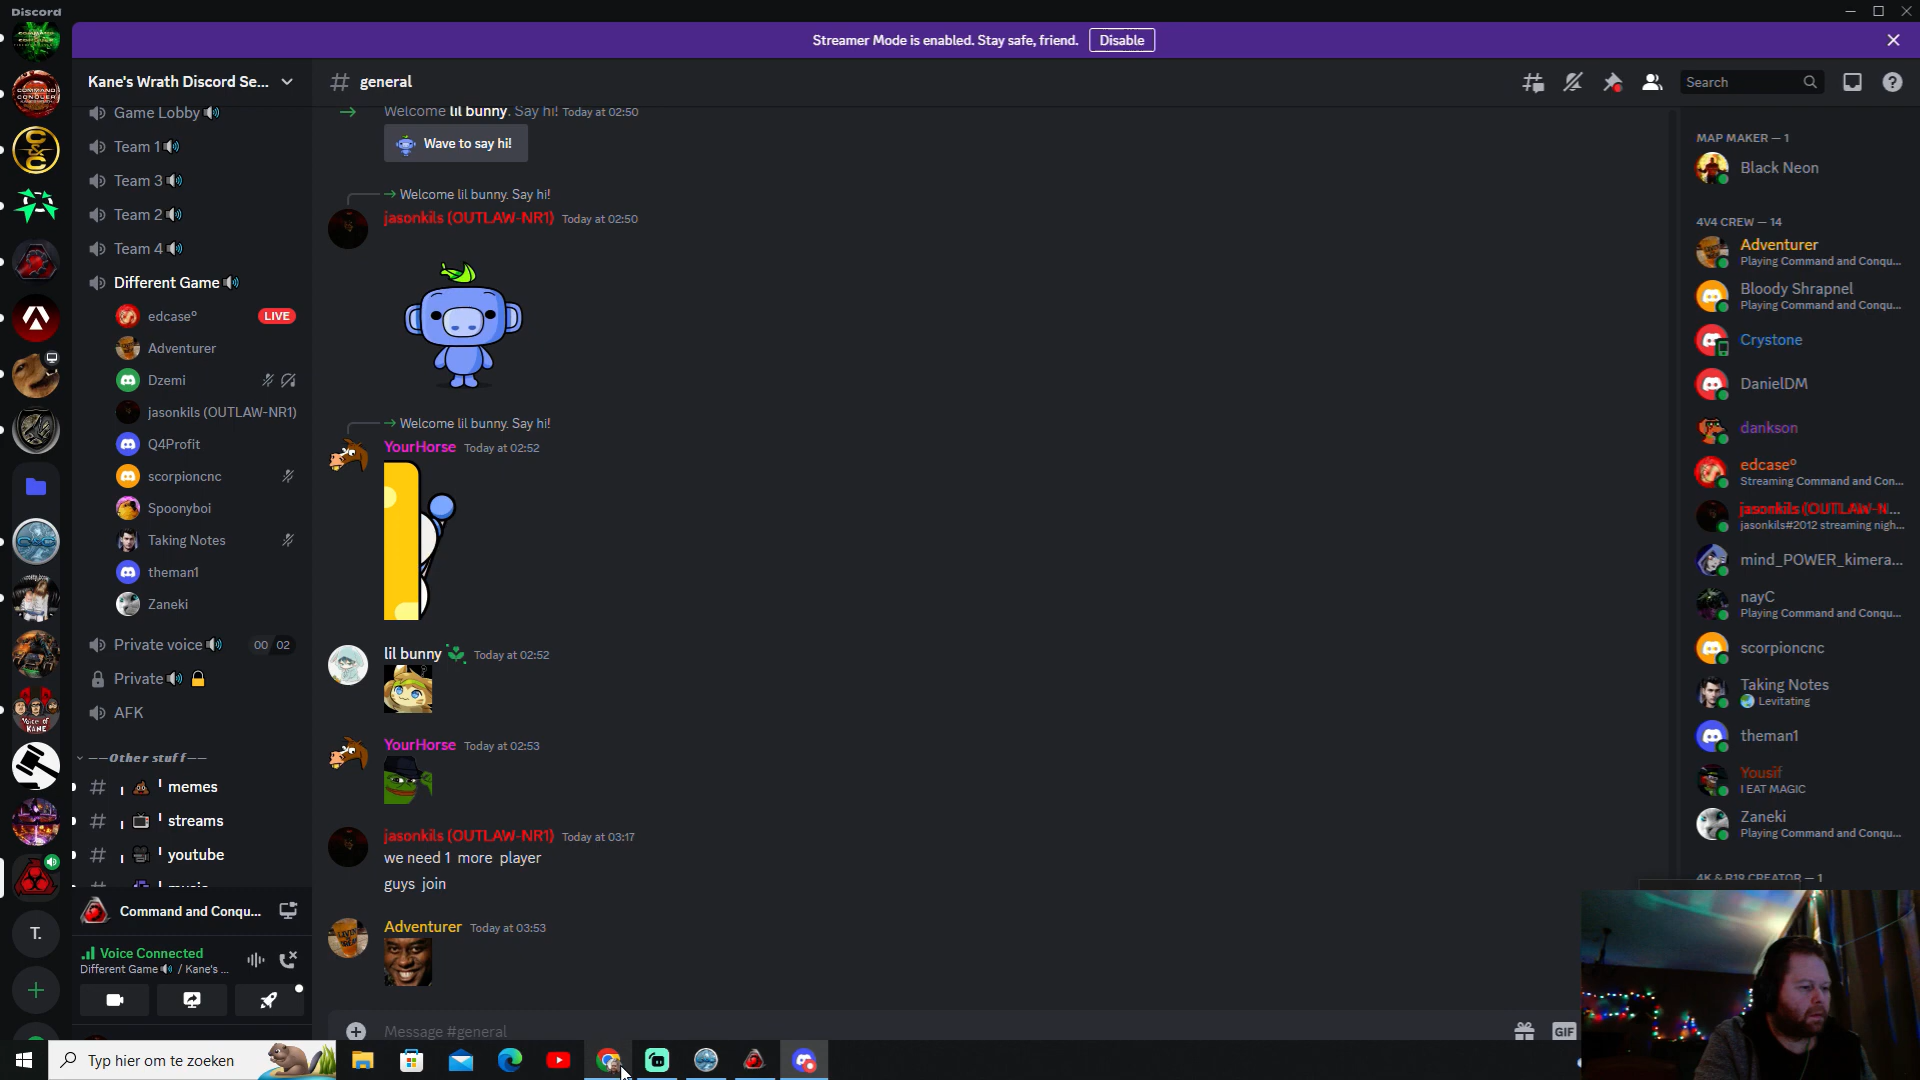 Discord
Streamer Mode is enabled. Stay safe, friend.
Disable
Kane's Wrath Discord Se...
general
Search
Game Lobby
Team 1
Team 3
Team 2
Team 4
Different Game
edcaseº
LIVE
Adventurer
Dzemi
jasonkils (OUTLAW-NR1)
Q4Profit
scorpioncnc
Spoonyboi
Taking Notes
theman1
Zaneki
Private voice
00 02
Private
AFK
——Other stuff——
memes
streams
youtube
music
Command and Conqu...
Voice Connected
Different Game / Kane's ...
T.
Welcome lil bunny. Say hi! Today at 02:50
Wave to say hi!
Welcome lil bunny. Say hi!
jasonkils (OUTLAW-NR1) Today at 02:50
Welcome lil bunny. Say hi!
YourHorse Today at 02:52
lil bunny Today at 02:52
YourHorse Today at 02:53
jasonkils (OUTLAW-NR1) Today at 03:17
we need 1 more player
guys join
Adventurer Today at 03:53
Message #general
GIF
MAP MAKER — 1
Black Neon
4V4 CREW — 14
Adventurer
Playing Command and Conqu...
Bloody Shrapnel
Playing Command and Conqu...
Crystone
DanielDM
dankson
edcaseº
Streaming Command and Con...
jasonkils (OUTLAW-N...
jasonkils#2012 streaming nigh...
mind_POWER_kimera...
nayC
Playing Command and Conqu...
scorpioncnc
Taking Notes
Levitating
theman1
Yousif
I EAT MAGIC
Zaneki
Playing Command and Conqu...
4K & R19 CREATOR — 1
Typ hier om te zoeken